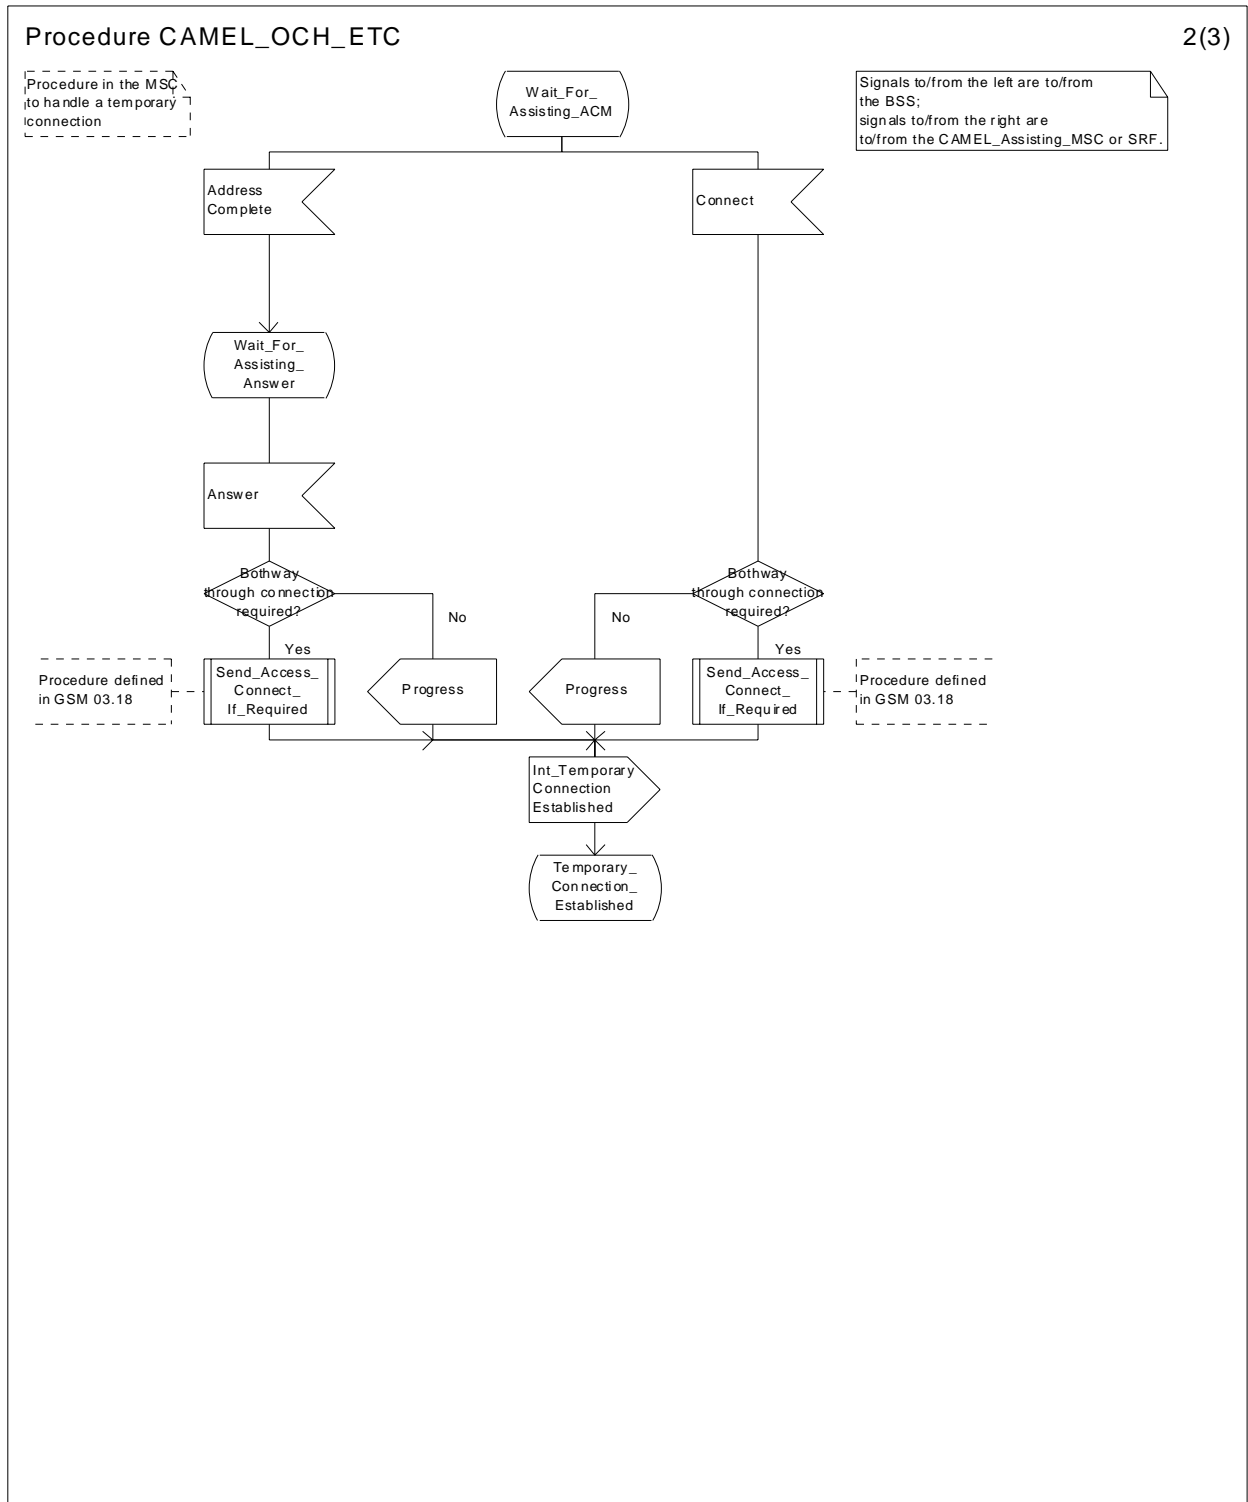 Procedure CAMEL_OCH_ETC
2(3)
Procedure in the MSC
to handle a temporary
connection
Wait_For_
Assisting_ACM
Signals to/from the left are to/from
the BSS;
signals to/from the right are
to/from the CAMEL_Assisting_MSC or SRF.
Address
Complete
Connect
Wait_For_
Assisting_
Answer
Answer
Bothway
through connection
required?
No
Yes
Bothway
through connection
required?
No
Yes
Procedure defined
in GSM 03.18
Send_Access_
Connect_
If_Required
Progress
Progress
Send_Access_
Connect_
If_Required
Procedure defined
in GSM 03.18
Int_Temporary
Connection
Established
Temporary_
Connection_
Established